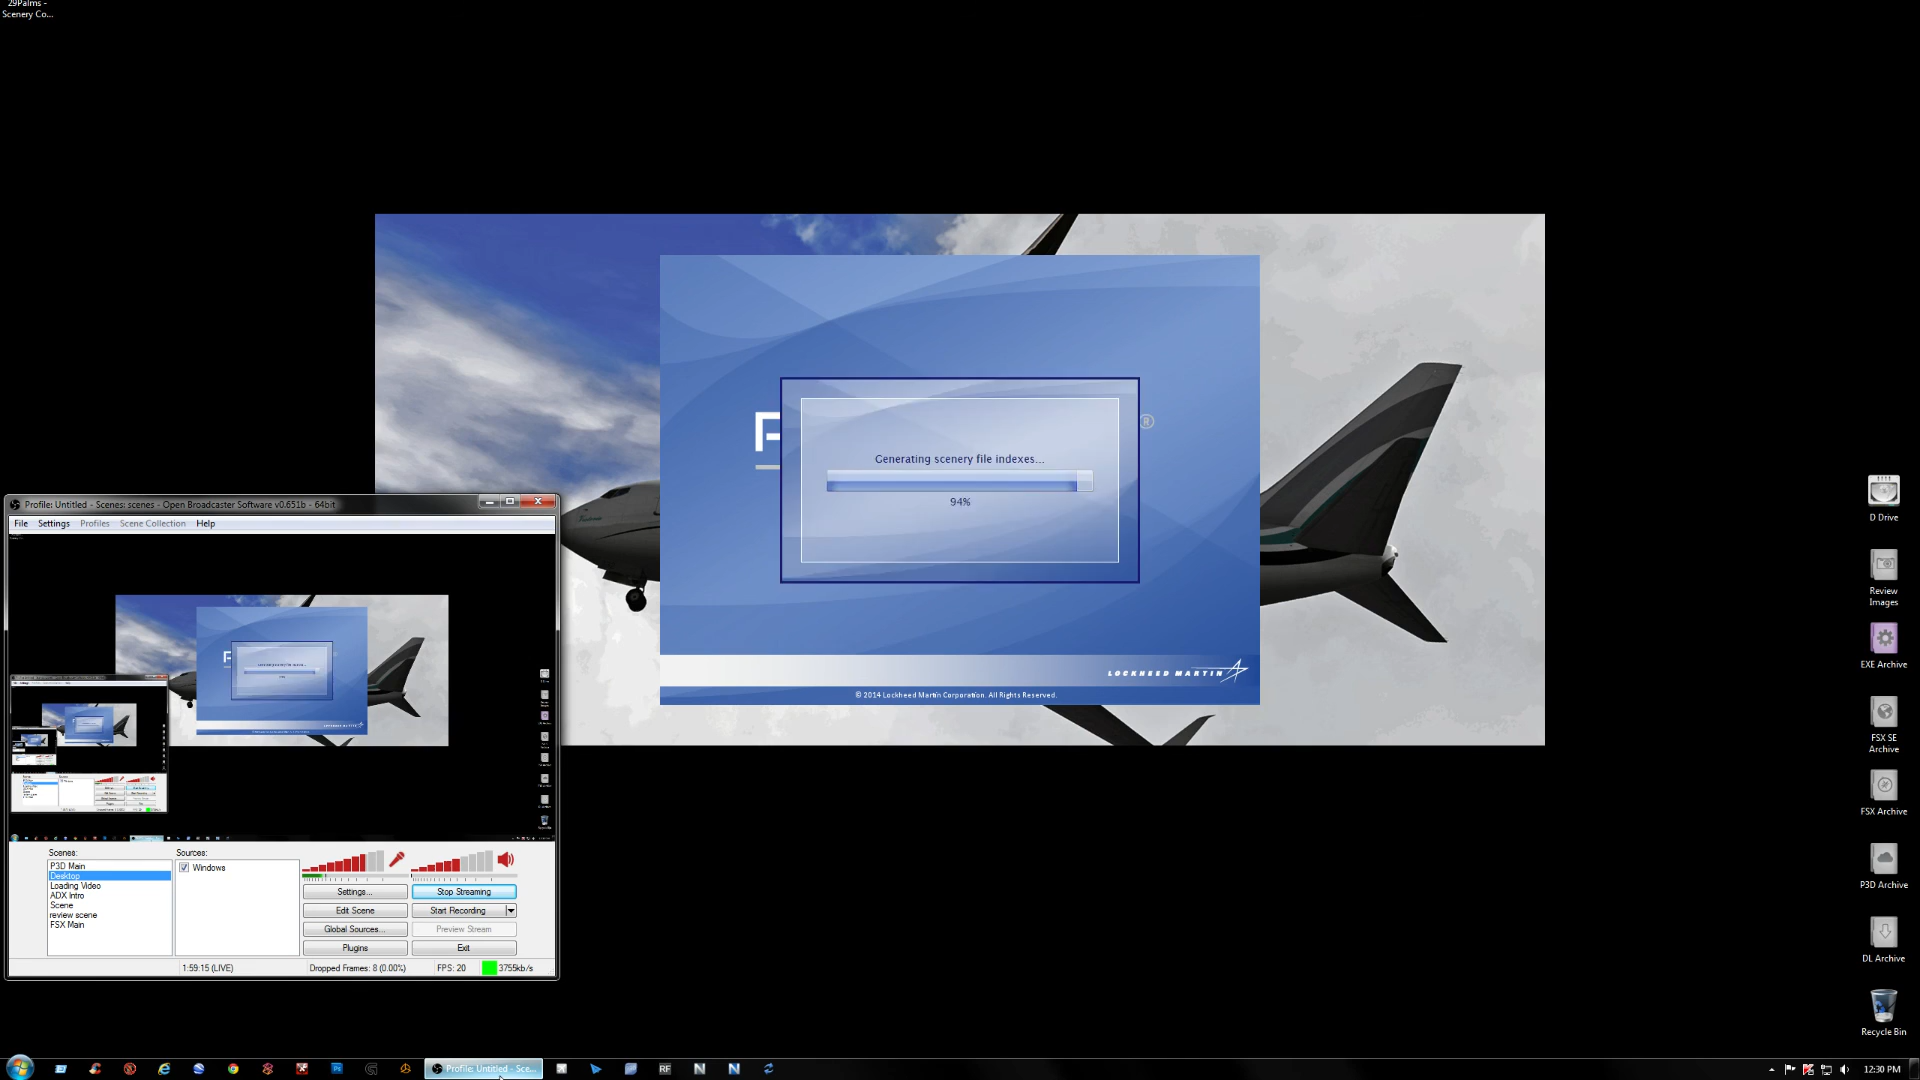 29Palms -
Scenery Co...
Generating scenery file indexes...
94%
®
LOCKHEED MARTIN
© 2014 Lockheed Martin Corporation. All Rights Reserved.
Profile: Untitled - Scenes: scenes - Open Broadcaster Software v0.651b - 64bit
File Settings Profiles Scene Collection Help
Scenes:
P3D Main
Desktop
Loading Video
ADX Intro
Scene
review scene
FSX Main
Sources:
Windows
Settings...
Stop Streaming
Edit Scene
Start Recording
Global Sources...
Preview Stream
Plugins
Exit
1:59:15 (LIVE)
Dropped Frames: 8 (0.00%)
FPS: 20
3755kb/s
D Drive
Review
Images
EXE Archive
FSX SE
Archive
FSX Archive
P3D Archive
DL Archive
Recycle Bin
Ps
Profile: Untitled - Sce...
RF
N
N
12:30 PM